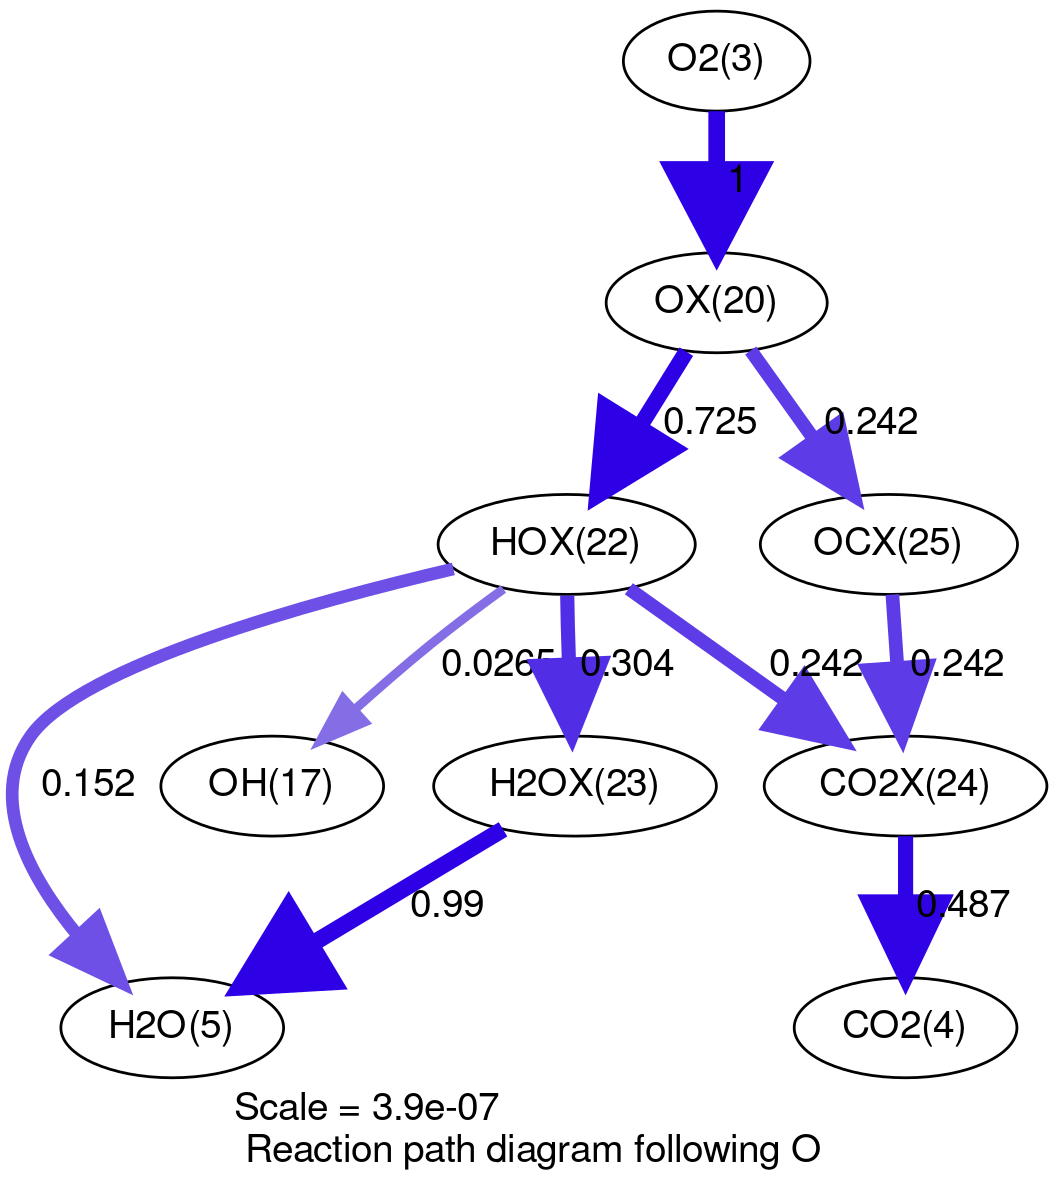 O2(3)
1
OX(20)
0.725
0.242
HOX(22)
OCX(25)
0.0265
0.304
0.242
0.242
0.152
OH(17)
H2OX(23)
CO2X(24)
0.99
0.487
H2O(5)
CO2(4)
Scale = 3.9e-07
Reaction path diagram following O